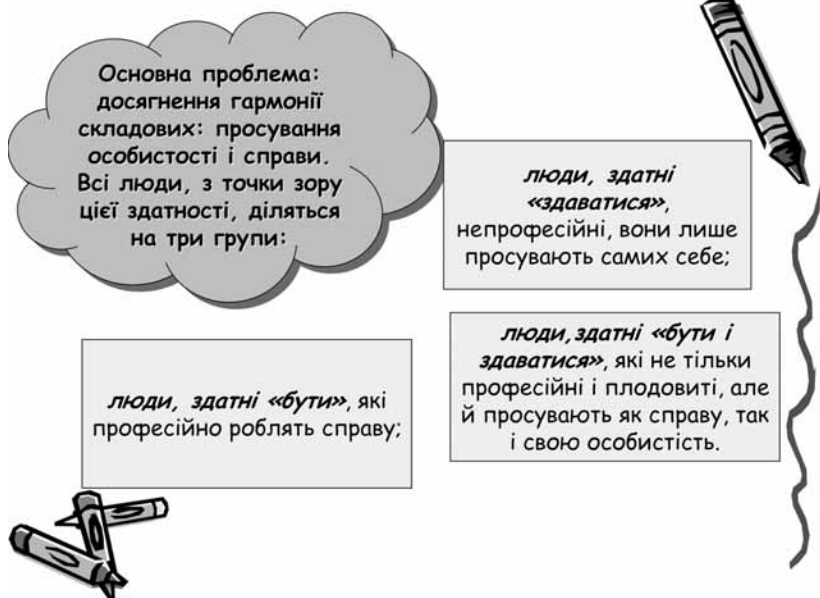 Основна проблема:
досягнення гармонії
складових: просування
особистості і справи.
Всі люди, з точки зору
цієї здатності, діляться
на три групи:
люди, здатні
«здаватися»,
непрофесійні, вони лише
просувають самих себе;
люди, здатні «бути», які
професійно роблять справу;
люди,здатні «бути і
здаватися», які не тільки
професійні і плодовиті, але
й просувають як справу, так
і свою особистість.